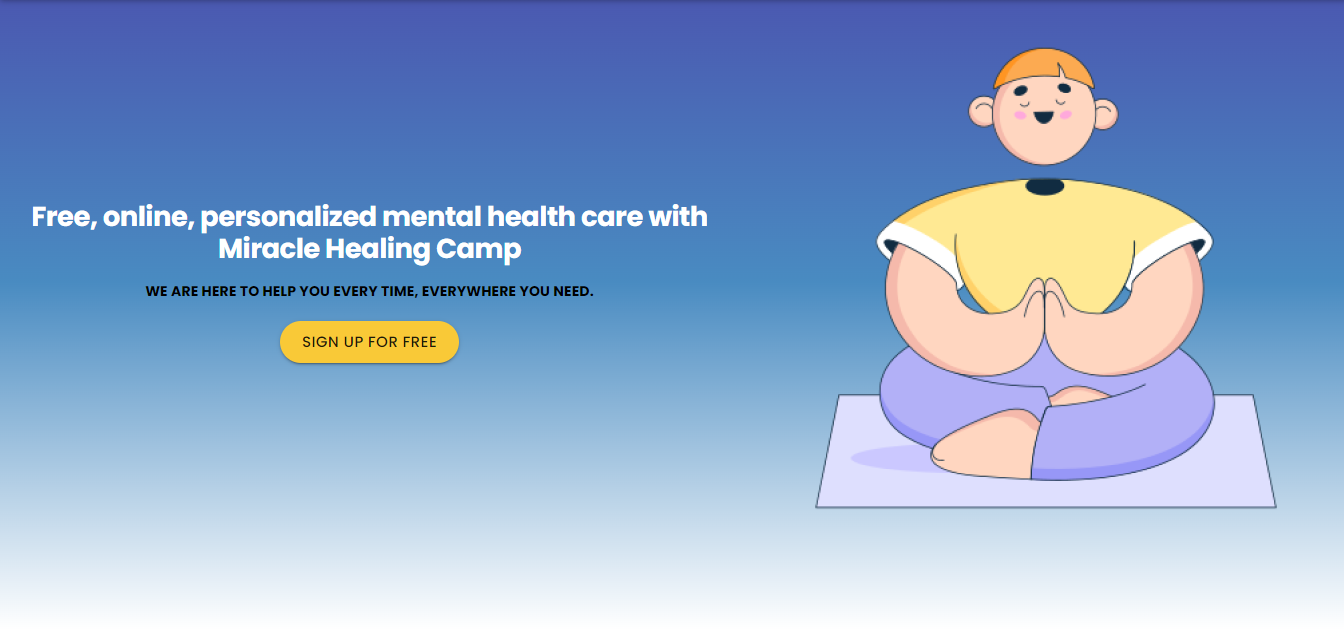 Free, online, personalized mental health care with
Miracle Healing Camp
WE ARE HERE TO HELP YOU EVERY TIME, EVERYWHERE YOU NEED.
SIGN UP FOR FREE